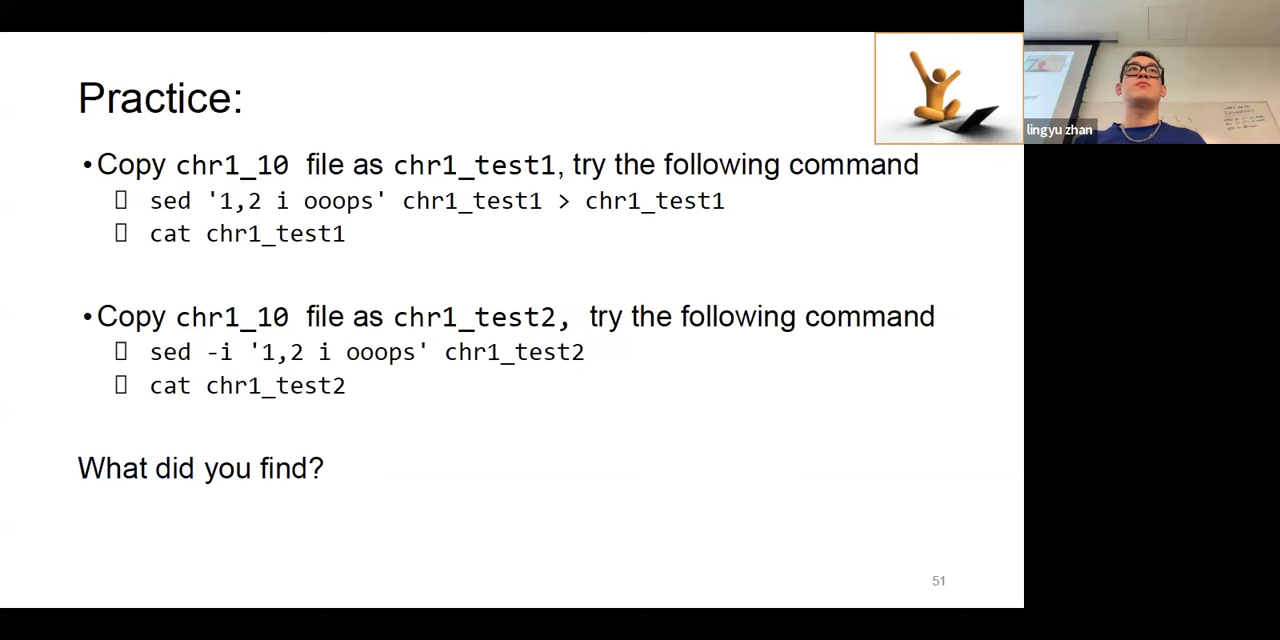 Practice:
•Copy chr1_10 file as chr1_test1, try the following command
sed '1,2 i ooops' chr1_test1 > chr1_test1
cat chr1_test1
•Copy chr1_10 file as chr1_test2, try the following command
sed -i '1,2 i ooops' chr1_test2
cat chr1_test2
What did you find?
51
lingyu zhan